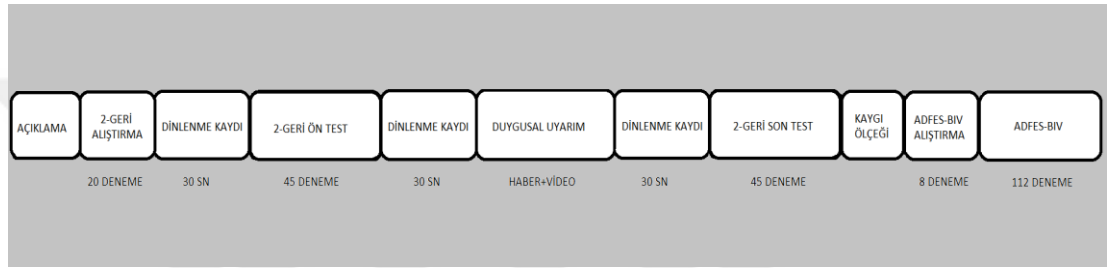 AÇIKLAMA
2-GERİ
ALIŞTIRMA
DİNLENME KAYDI
2-GERİ ÖN TEST
DİNLENME KAYDI
DUYGUSAL UYARIM
DİNLENME KAYDI
2-GERİ SON TEST
KAYGI
ÖLÇEĞİ
ADFES-BIV
ALIŞTIRMA
ADFES-BIV
20 DENEME
30 SN
45 DENEME
30 SN
HABER+VİDEO
30 SN
45 DENEME
8 DENEME
112 DENEME